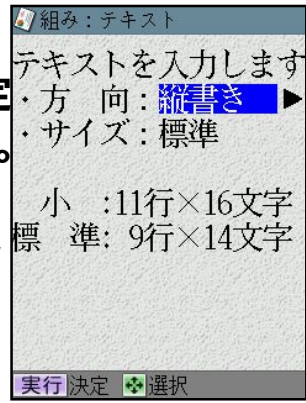 組み：テキスト
テキストを入力します
・方　向：縦書き
・サイズ：標準
小　：11行×16文字
標　準：9行×14文字
実行 決定 選択